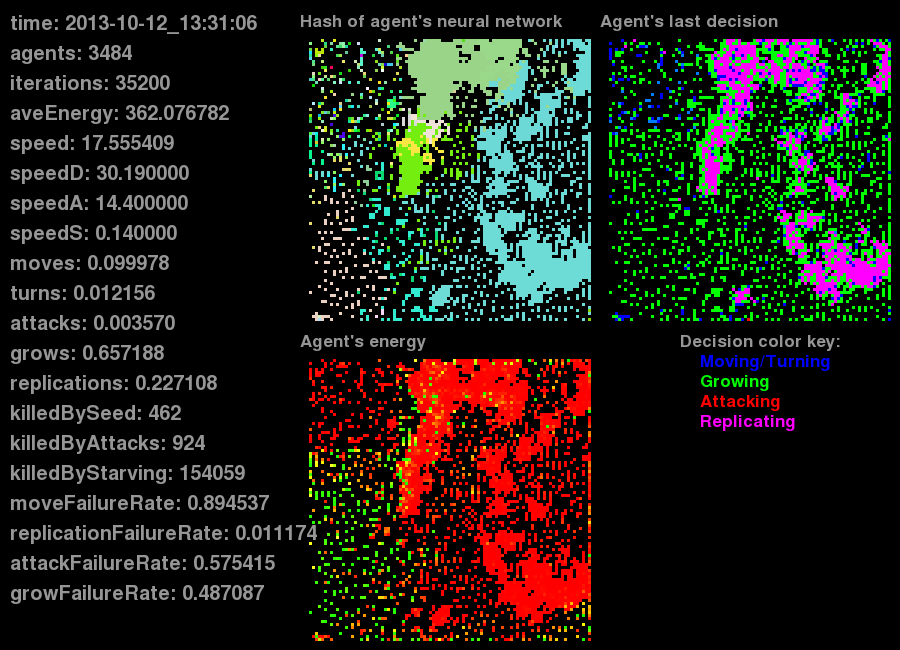 time: 2013-10-12_13:31:06
agents: 3484
iterations: 35200
aveEnergy: 362.076782
speed: 17.555409
speedD: 30.190000
speedA: 14.400000
speedS: 0.140000
moves: 0.099978
turns: 0.012156
attacks: 0.003570
grows: 0.657188
replications: 0.227108
killedBySeed: 462
killedByAttacks: 924
killedByStarving: 154059
moveFailureRate: 0.894537
replicationFailureRate: 0.011174
attackFailureRate: 0.575415
growFailureRate: 0.487087
Hash of agent's neural network
Agent's last decision
Agent's energy
Decision color key:
Moving/Turning
Growing
Attacking
Replicating